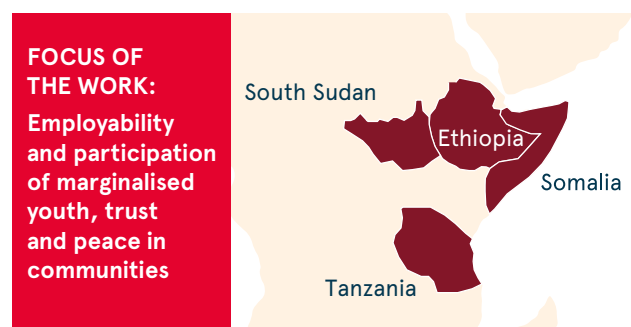 FOCUS OF
THE WORK:
Employability
and participation
of marginalised
youth, trust
and peace in
communities
South Sudan
Ethiopia
Somalia
Tanzania